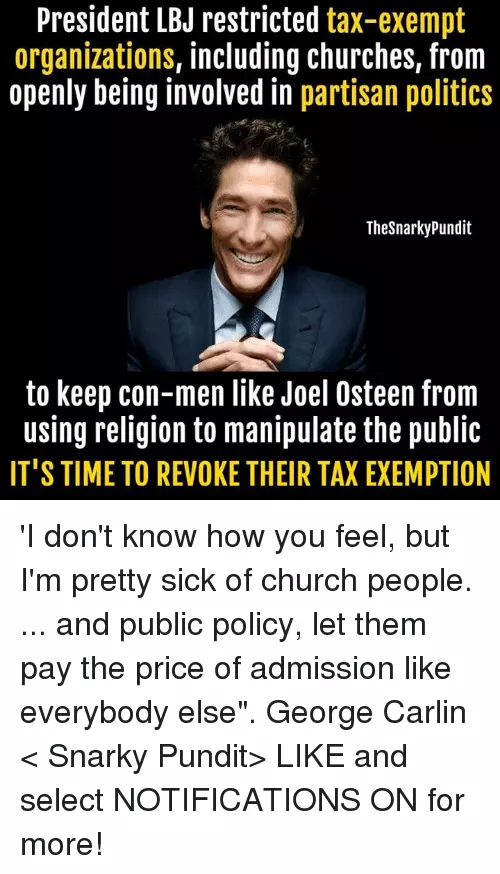 President LBJ restricted tax-exempt
organizations, including churches, from
openly being involved in partisan politics
TheSnarkyPundit
to keep con-men like Joel Osteen from
using religion to manipulate the public
IT'S TIME TO REVOKE THEIR TAX EXEMPTION
'I don't know how you feel, but
I'm pretty sick of church people.
... and public policy, let them
pay the price of admission like
everybody else". George Carlin
< Snarky Pundit> LIKE and
select NOTIFICATIONS ON for
more!